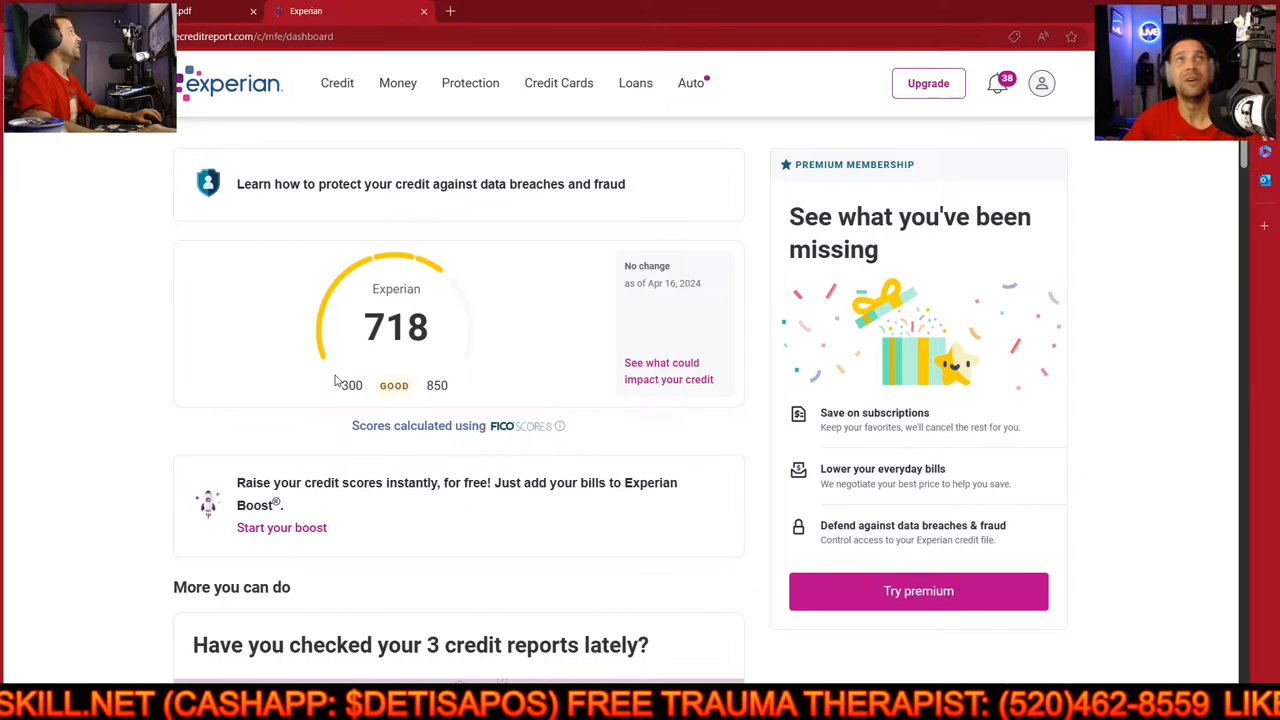 .pdf
Experian
ecreditreport.com/c/mfe/dashboard
LIVE
experian.
Credit
Money
Protection
Credit Cards
Loans
Auto
Upgrade
38
Learn how to protect your credit against data breaches and fraud
Experian
718
300
GOOD
850
No change
as of Apr 16, 2024
See what could
impact your credit
Scores calculated using FICO SCORE 8
Raise your credit scores instantly, for free! Just add your bills to Experian
Boost®.
Start your boost
More you can do
Have you checked your 3 credit reports lately?
PREMIUM MEMBERSHIP
See what you've been
missing
Save on subscriptions
Keep your favorites, we'll cancel the rest for you.
Lower your everyday bills
We negotiate your best price to help you save.
Defend against data breaches & fraud
Control access to your Experian credit file.
Try premium
SKILL.NET (CASHAPP: $DETISAPOS) FREE TRAUMA THERAPIST: (520)462-8559 LIKE